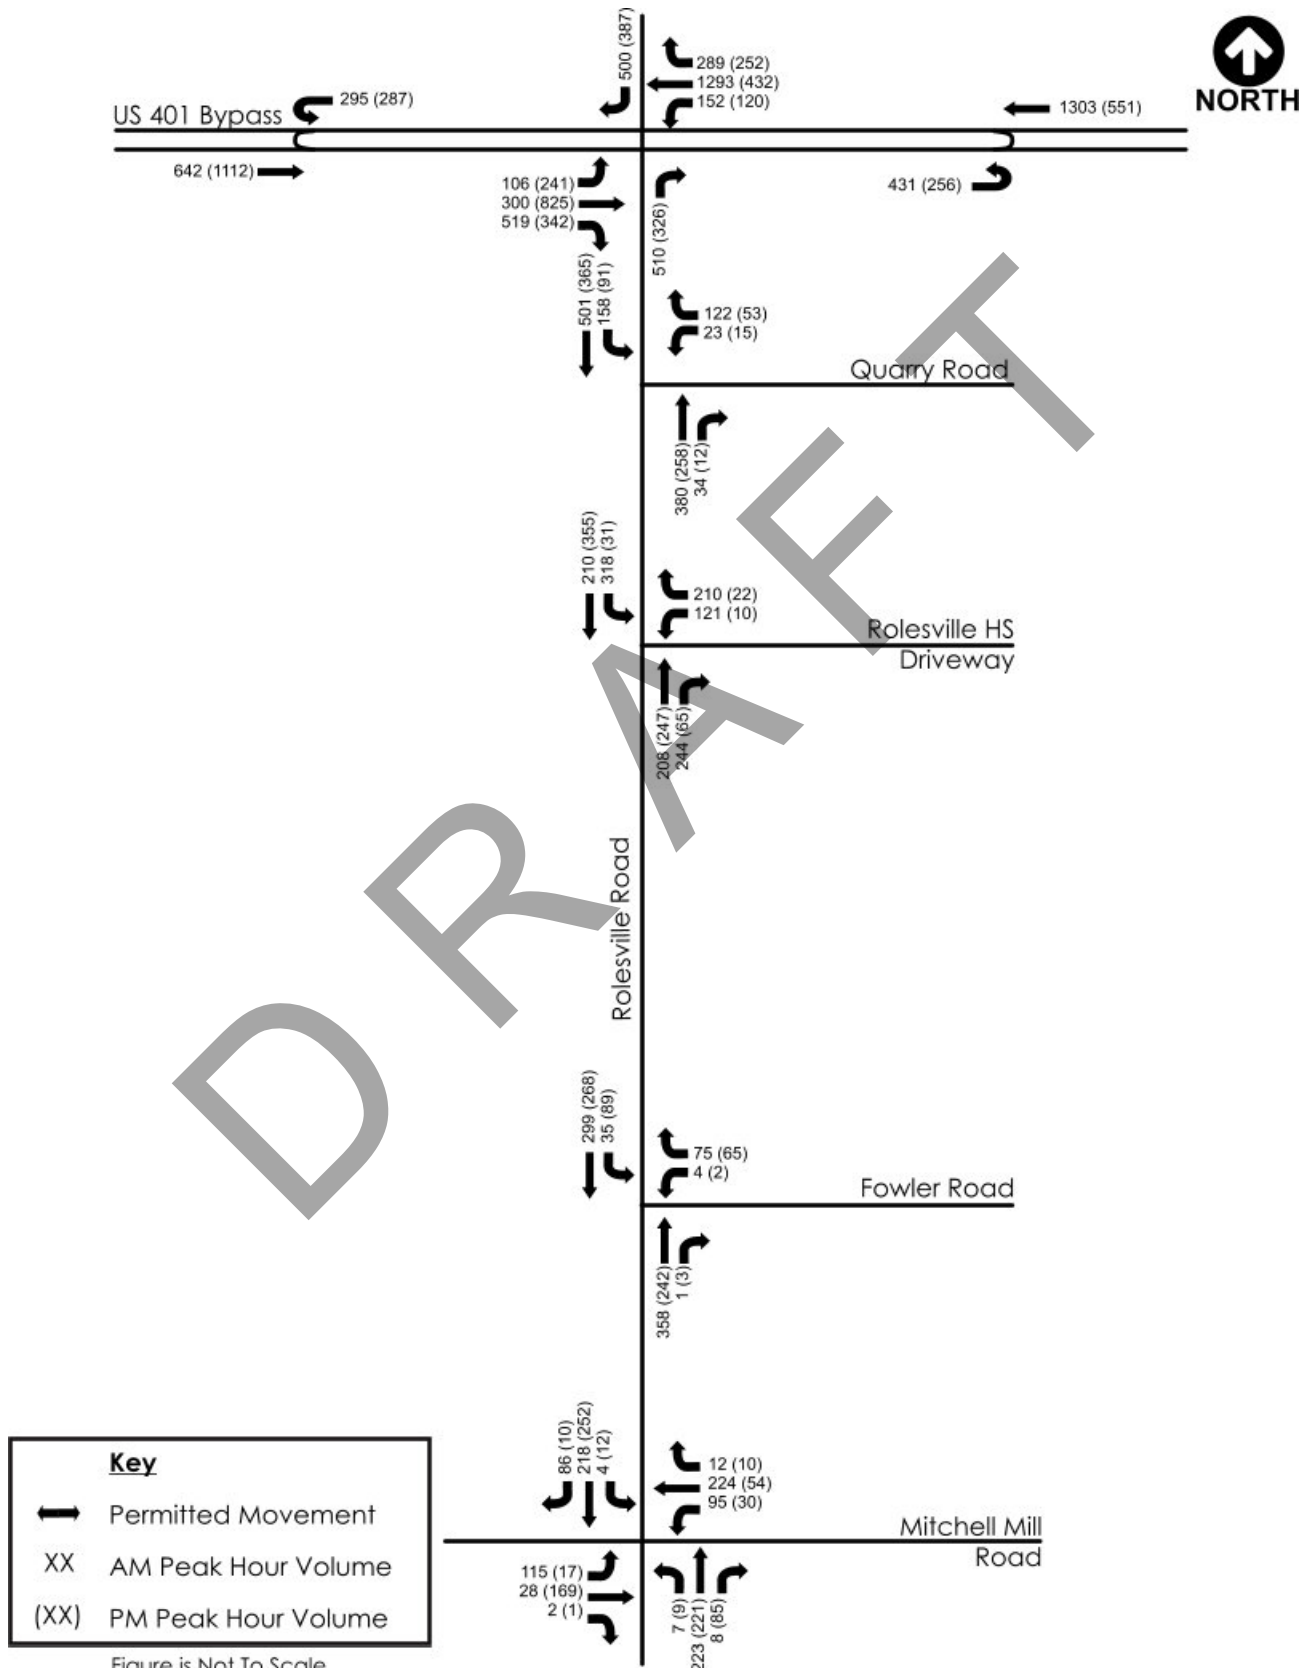 500 (387)
289 (252)
1293 (432)
152 (120)
NORTH
295 (287)
1303 (551)
US 401 Bypass
642 (1112)
106 (241)
300 (825)
519 (342)
510 (326)
431 (256)
501 (365)
158 (91)
122 (53)
23 (15)
Quarry Road
380 (258)
34 (12)
210 (355)
318 (31)
210 (22)
121 (10)
Rolesville HS
Driveway
208 (247)
244 (65)
DRAFT
Rolesville Road
299 (268)
35 (89)
75 (65)
4 (2)
Fowler Road
358 (242)
1 (3)
86 (10)
218 (252)
4 (12)
12 (10)
224 (54)
95 (30)
Mitchell Mill
Road
115 (17)
28 (169)
2 (1)
7 (9)
223 (221)
8 (85)
Key
Permitted Movement
XX AM Peak Hour Volume
(XX) PM Peak Hour Volume
Figure is Not To Scale